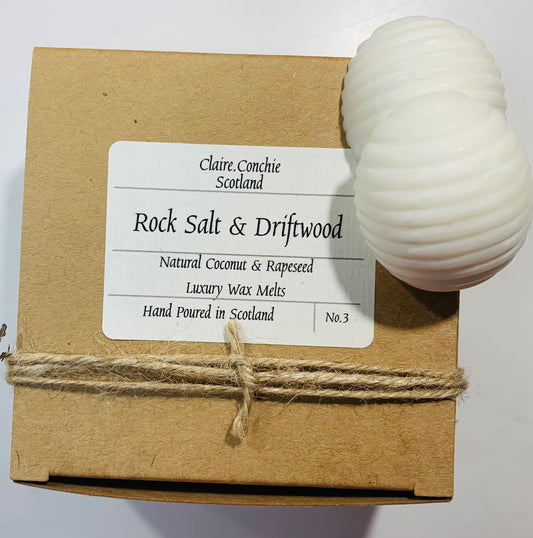 Claire.Conchie
Scotland
Rock Salt & Driftwood
Natural Coconut & Rapeseed
Luxury Wax Melts
Hand Poured in Scotland
No.3